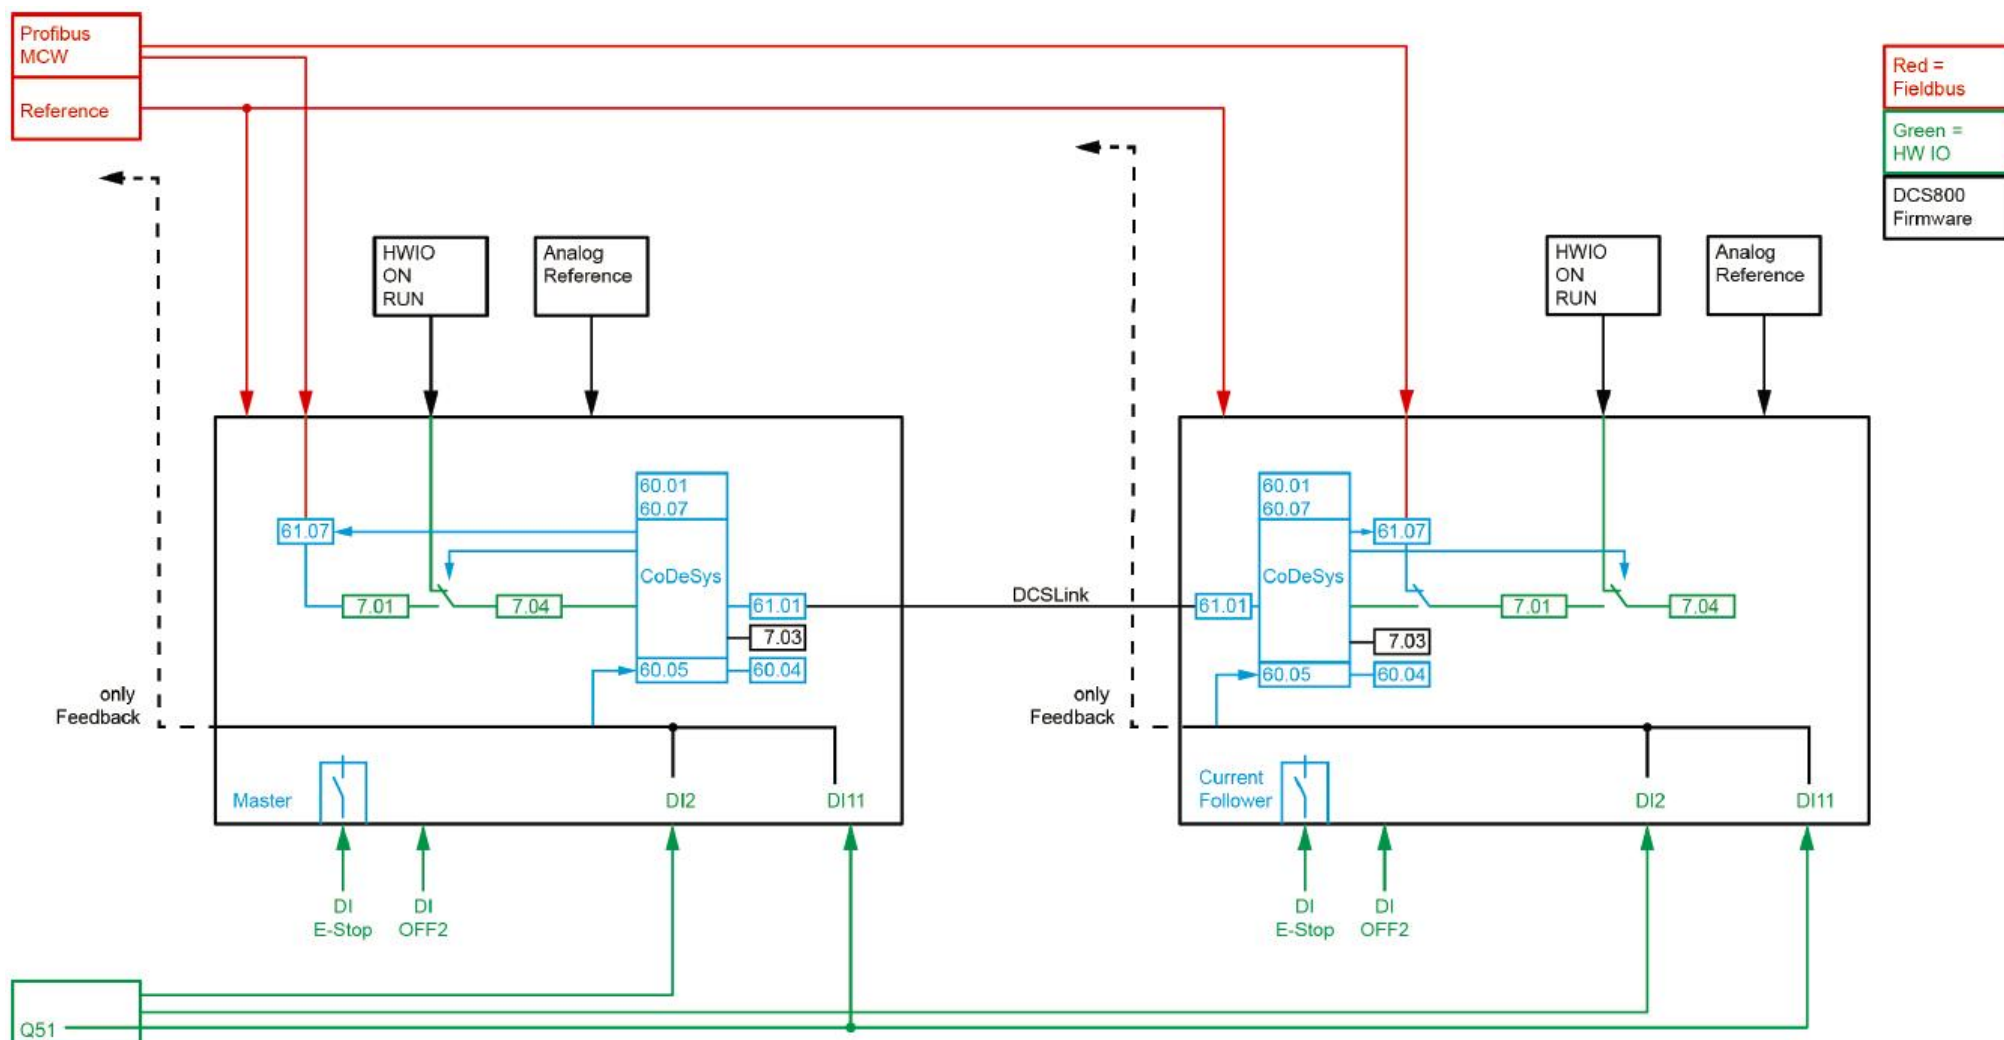 Profibus
MCW
Reference
Red =
Fieldbus
Green =
HW IO
DCS800
Firmware
HWIO
ON
RUN
Analog
Reference
HWIO
ON
RUN
Analog
Reference
60.01
60.07
61.07
CoDeSys
7.01
7.04
61.01
7.03
60.05
60.04
only
Feedback
Master
DI2
DI11
DI
E-Stop
DI
OFF2
DCSLink
60.01
60.07
61.07
CoDeSys
61.01
7.01
7.04
7.03
60.05
60.04
only
Feedback
Current
Follower
DI2
DI11
DI
E-Stop
DI
OFF2
Q51